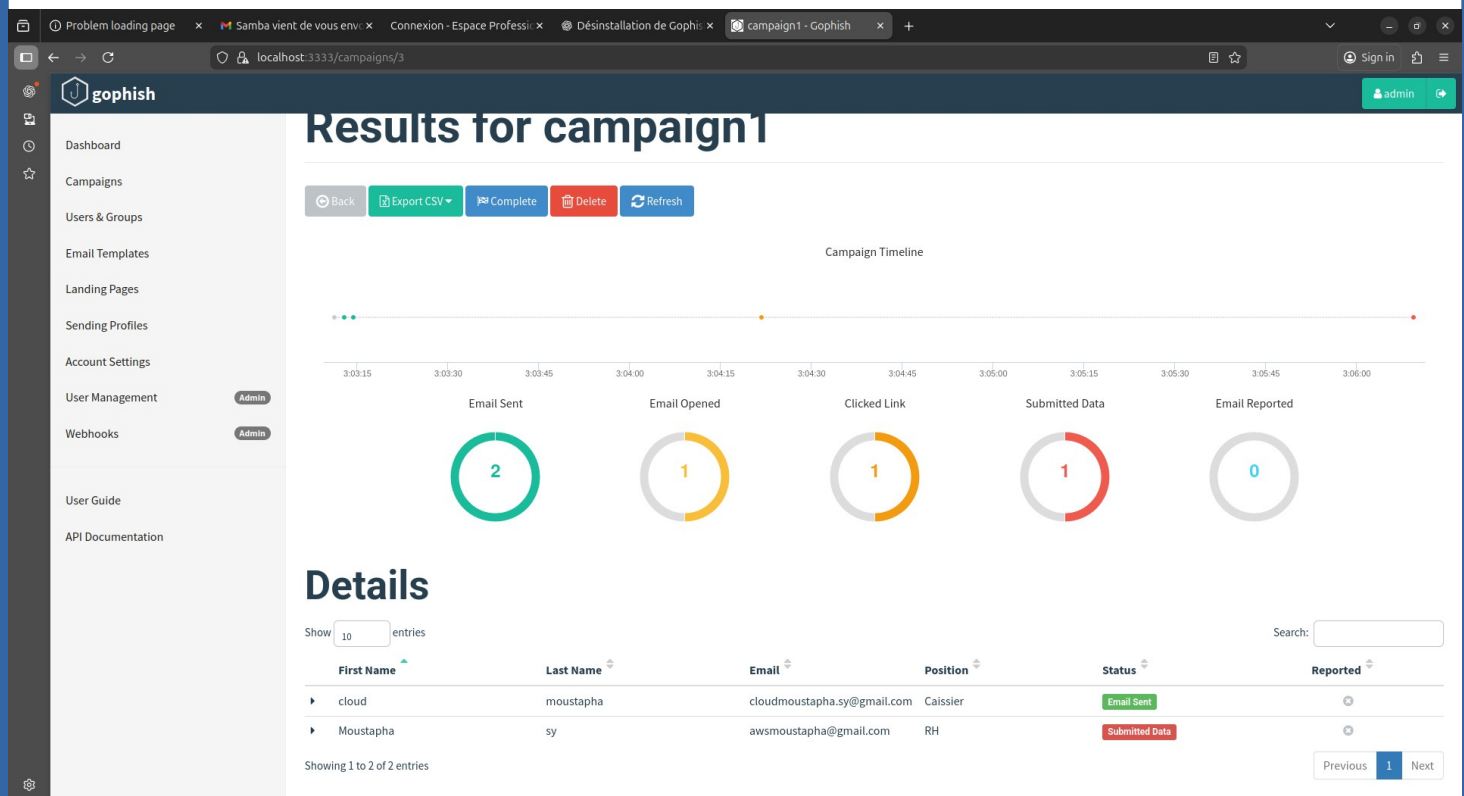 Problem loading page
Samba vient de vous envo
Connexion - Espace Professio
Désinstallation de Gophis
campaign1 - Gophish
localhost:3333/campaigns/3
Sign in
gophish
admin
Dashboard
Campaigns
Users & Groups
Email Templates
Landing Pages
Sending Profiles
Account Settings
User Management Admin
Webhooks Admin
User Guide
API Documentation
Results for campaign1
Back Export CSV Complete Delete Refresh
Campaign Timeline
3:03:15 3:03:30 3:03:45 3:04:00 3:04:15 3:04:30 3:04:45 3:05:00 3:05:15 3:05:30 3:05:45 3:06:00
Email Sent Email Opened Clicked Link Submitted Data Email Reported
2 1 1 1 0
Details
Show 10 entries Search:
First Name Last Name Email Position Status Reported
cloud moustapha cloudmoustapha.sy@gmail.com Caissier Email Sent
Moustapha sy awsmoustapha@gmail.com RH Submitted Data
Showing 1 to 2 of 2 entries Previous 1 Next